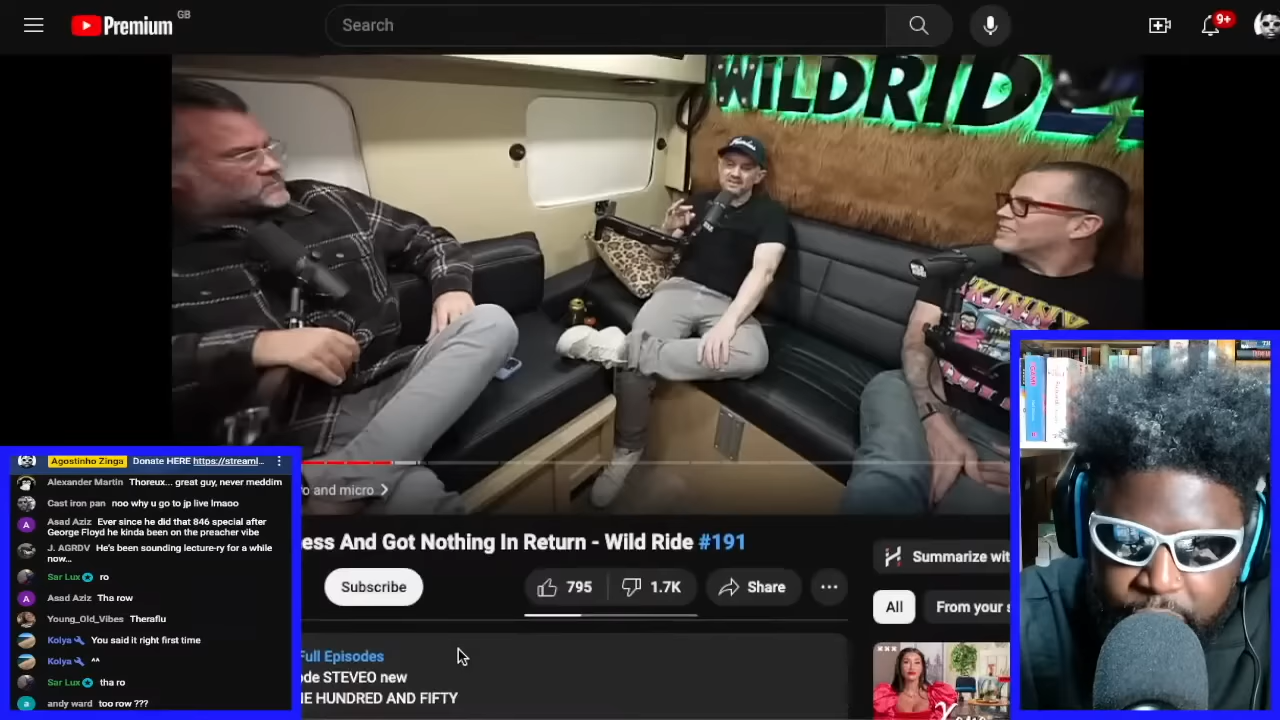 Premium GB
Search
9+
WILDRIDE
o and micro
ess And Got Nothing In Return - Wild Ride #191
Subscribe
795
1.7K
Share
Summarize wit
All
From your s
Full Episodes
ode STEVEO new
NE HUNDRED AND FIFTY
Agostinho Zinga Donate HERE https://streaml...
Alexander Martin Thoreux... great guy, never meddim
Cast iron pan noo why u go to jp live lmaoo
A Asad Aziz Ever since he did that 846 special after
George Floyd he kinda been on the preacher vibe
J. AGRDV He's been sounding lecture-ry for a while
now...
Sar Lux ro
A Asad Aziz Tha row
Young_Old_Vibes Theraflu
Kolya You said it right first time
Kolya ^^
Sar Lux tha ro
a andy ward too row ???